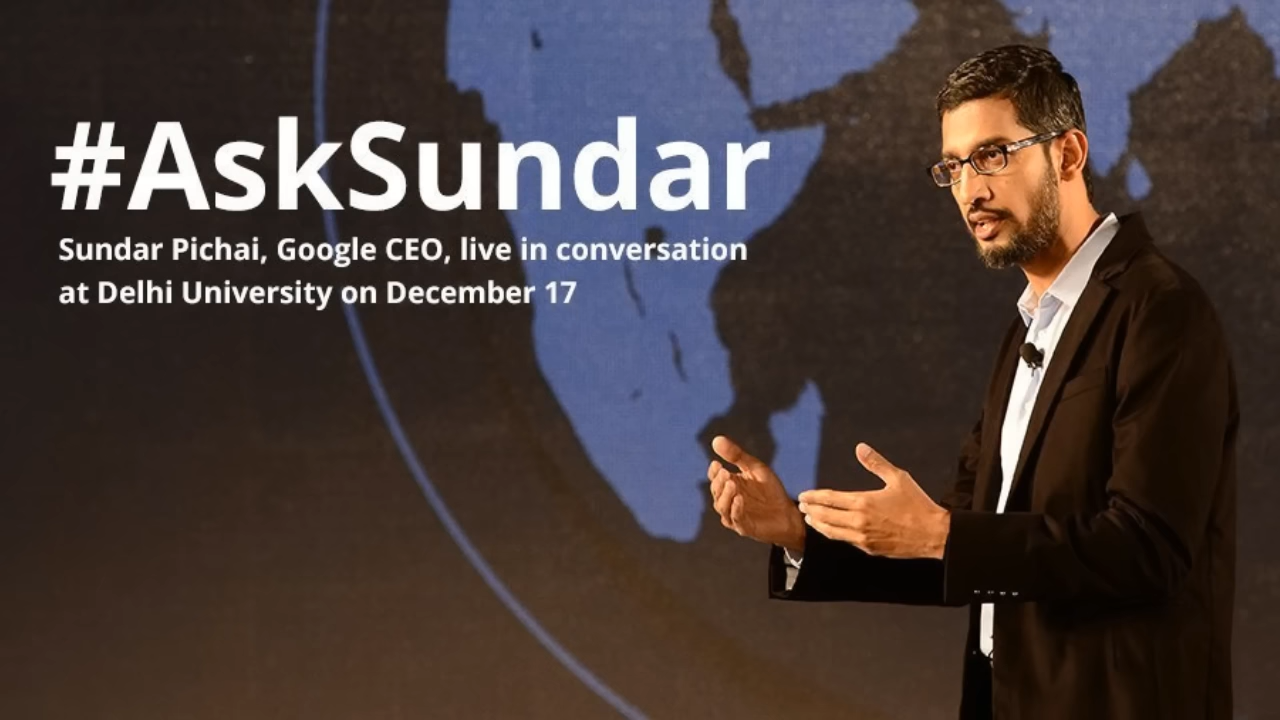 #AskSundar
Sundar Pichai, Google CEO, live in conversation
at Delhi University on December 17